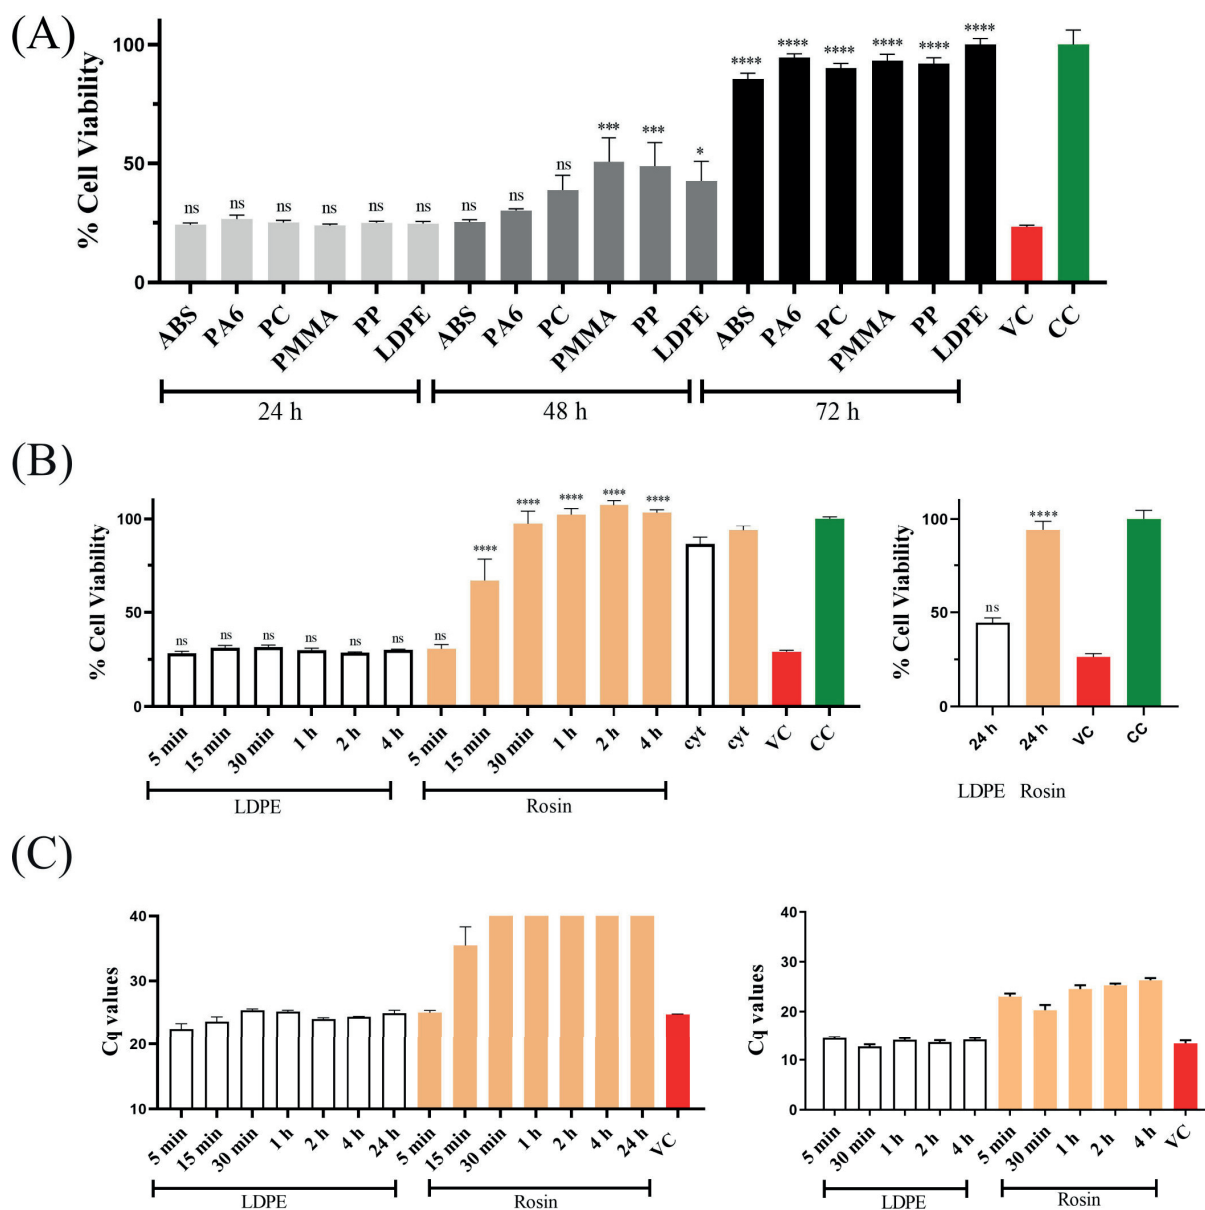 (A)
% Cell Viability
100
50
0
ns ns ns ns ns ns ns ns ns *** *** * **** **** **** **** **** ****
ABS PA6 PC PMMA PP LDPE ABS PA6 PC PMMA PP LDPE ABS PA6 PC PMMA PP LDPE VC CC
24 h 48 h 72 h
(B)
% Cell Viability
100
50
0
ns ns ns ns ns ns ns **** **** **** **** ****
5 min 15 min 30 min 1 h 2 h 4 h 5 min 15 min 30 min 1 h 2 h 4 h cyt cyt VC CC
LDPE Rosin
% Cell Viability
100
50
0
ns ****
24 h 24 h VC CC
LDPE Rosin
(C)
Cq values
40
30
20
10
5 min 15 min 30 min 1 h 2 h 4 h 24 h 5 min 15 min 30 min 1 h 2 h 4 h 24 h VC
LDPE Rosin
Cq values
40
30
20
10
0
5 min 30 min 1 h 2 h 4 h 5 min 30 min 1 h 2 h 4 h VC
LDPE Rosin